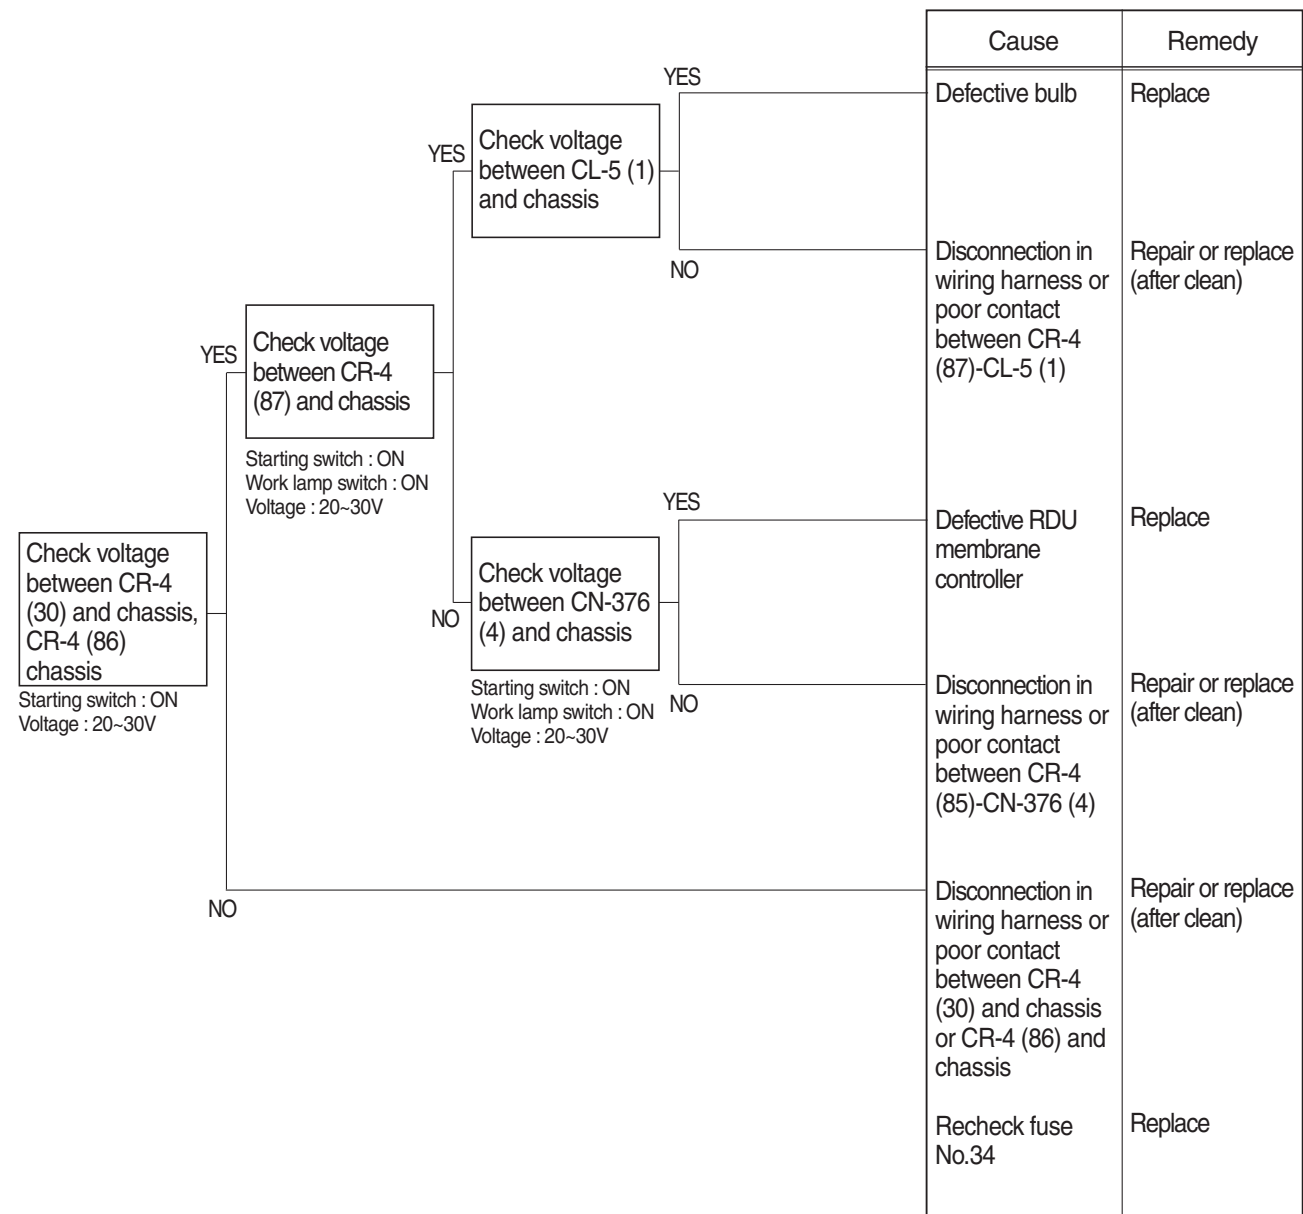 Cause
Remedy
YES
Defective bulb
Replace
YES
Check voltage
between CL-5 (1)
and chassis
NO
Disconnection in
wiring harness or
poor contact
between CR-4
(87)-CL-5 (1)
Repair or replace
(after clean)
YES
Check voltage
between CR-4
(87) and chassis
Starting switch : ON
Work lamp switch : ON
Voltage : 20~30V
YES
Defective RDU
membrane
controller
Replace
Check voltage
between CR-4
(30) and chassis,
CR-4 (86)
chassis
Starting switch : ON
Voltage : 20~30V
NO
Check voltage
between CN-376
(4) and chassis
Starting switch : ON
Work lamp switch : ON
Voltage : 20~30V
NO
Disconnection in
wiring harness or
poor contact
between CR-4
(85)-CN-376 (4)
Repair or replace
(after clean)
NO
Disconnection in
wiring harness or
poor contact
between CR-4
(30) and chassis
or CR-4 (86) and
chassis
Repair or replace
(after clean)
Recheck fuse
No.34
Replace